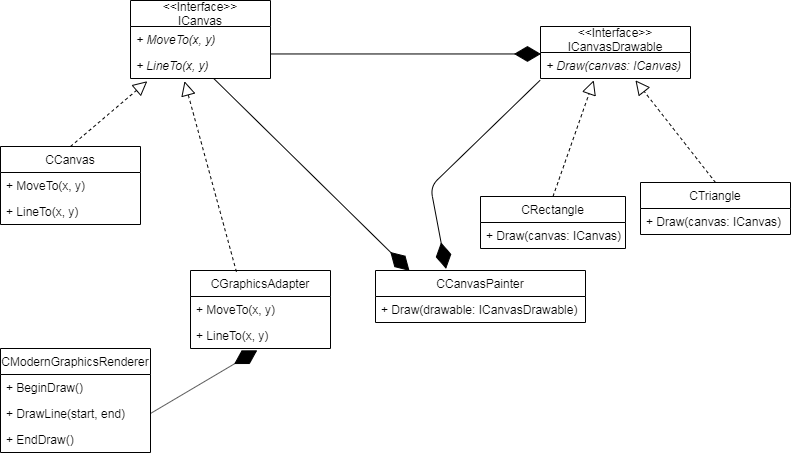 <<Interface>>
ICanvas
+ MoveTo(x, y)
+ LineTo(x, y)
<<Interface>>
ICanvasDrawable
+ Draw(canvas: ICanvas)
CCanvas
+ MoveTo(x, y)
+ LineTo(x, y)
CRectangle
+ Draw(canvas: ICanvas)
CTriangle
+ Draw(canvas: ICanvas)
CGraphicsAdapter
+ MoveTo(x, y)
+ LineTo(x, y)
CCanvasPainter
+ Draw(drawable: ICanvasDrawable)
CModernGraphicsRenderer
+ BeginDraw()
+ DrawLine(start, end)
+ EndDraw()